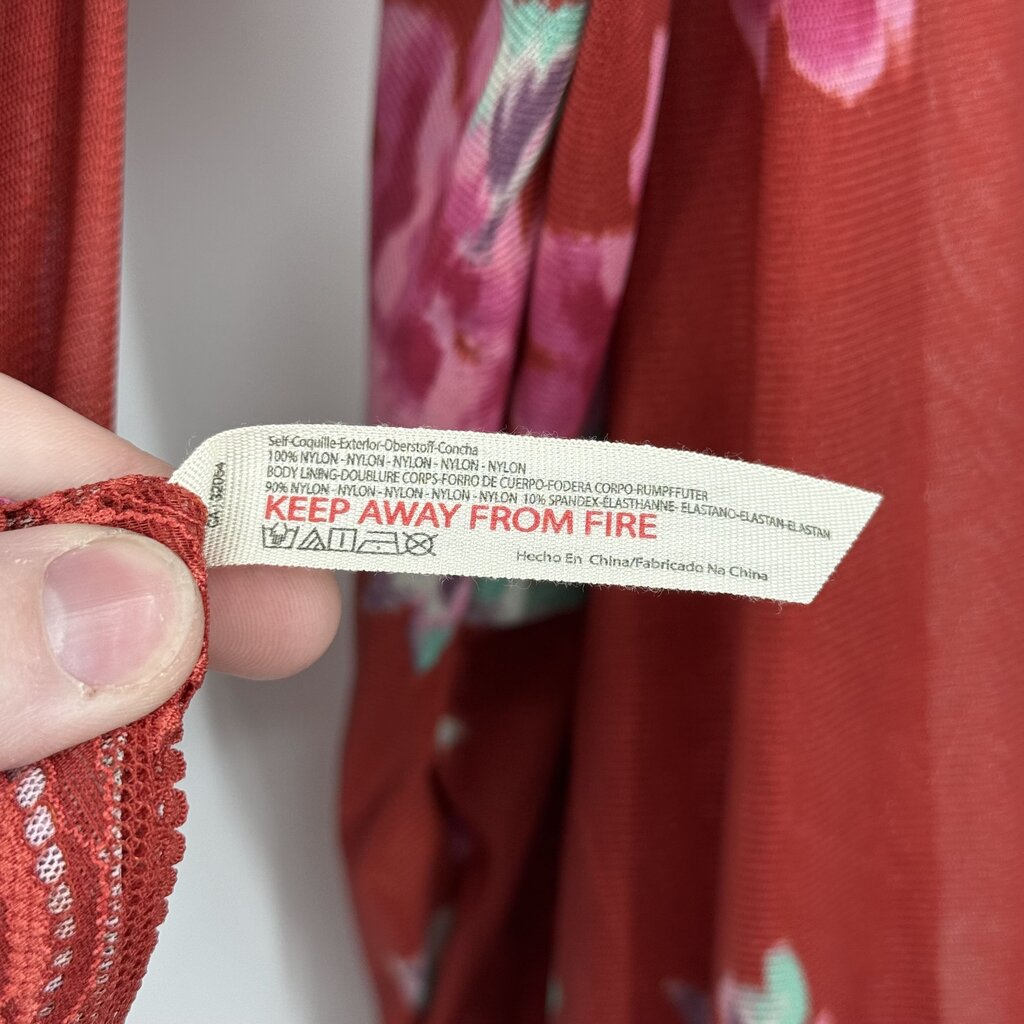 Self-Coquille-Exterior-Oberstoff-Concha
100% NYLON - NYLON - NYLON - NYLON - NYLON
BODY LINING-DOUBLURE CORPS-FORRO DE CUERPO-FODERA CORPO-RUMPFFUTER
90% NYLON - NYLON - NYLON - NYLON - NYLON 10% SPANDEX-ÉLASTHANNE- ELASTANO-ELASTAN-ELASTAN
KEEP AWAY FROM FIRE
Hecho En China/Fabricado Na China